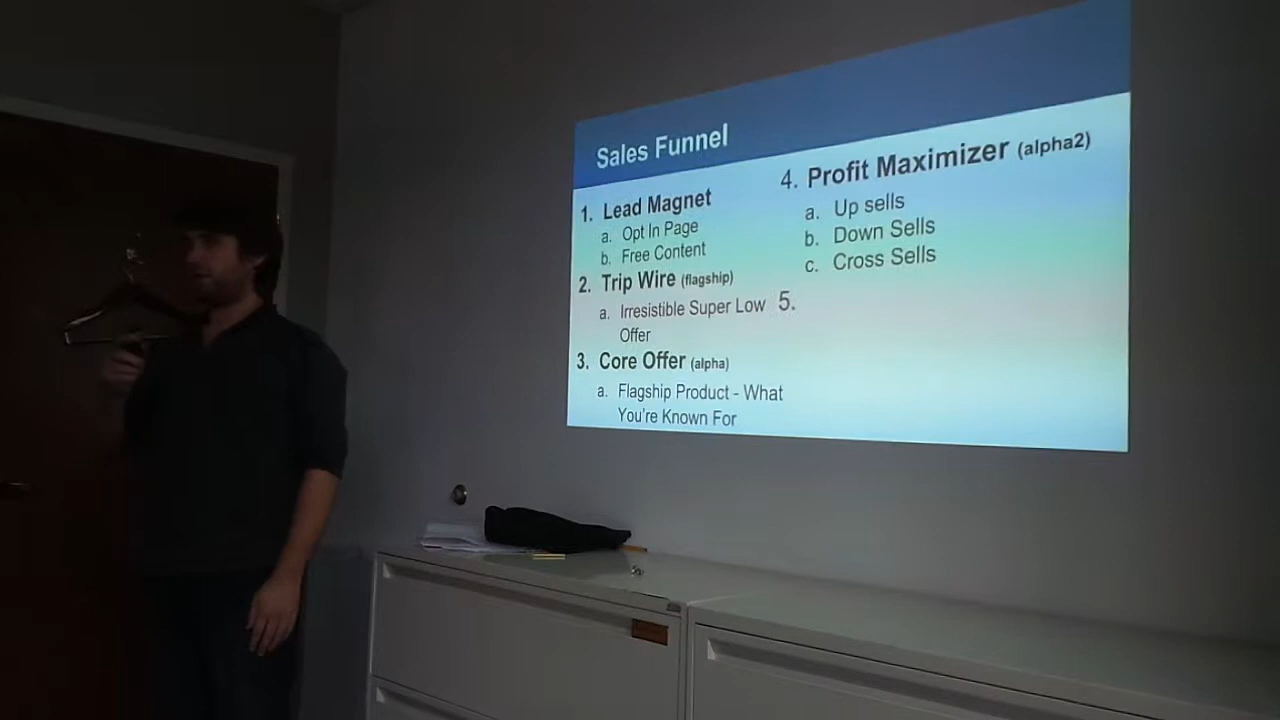 Sales Funnel
1. Lead Magnet
a. Opt In Page
b. Free Content
2. Trip Wire (flagship)
a. Irresistible Super Low
Offer
3. Core Offer (alpha)
a. Flagship Product - What
You're Known For
4. Profit Maximizer (alpha2)
a. Up sells
b. Down Sells
c. Cross Sells
5.